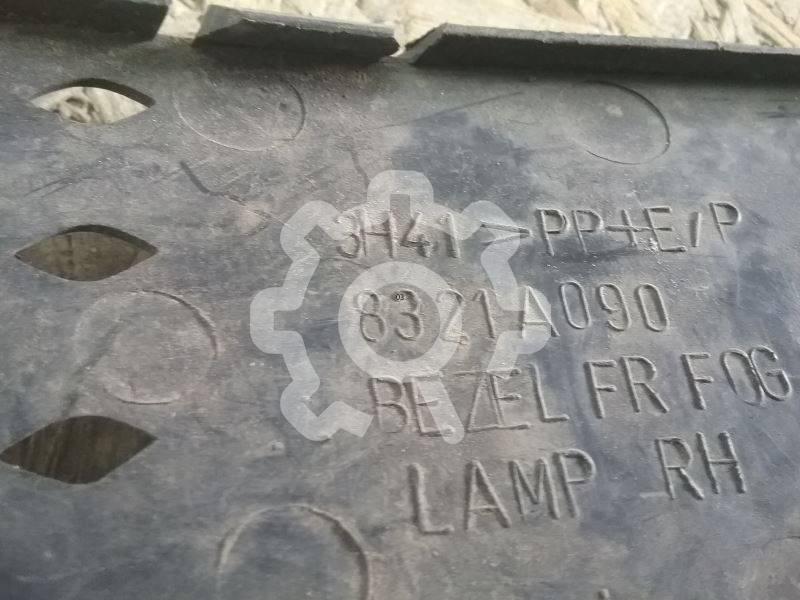 3H41 >PP+E/P
8321A090
BEZEL FR FOG
LAMP RH